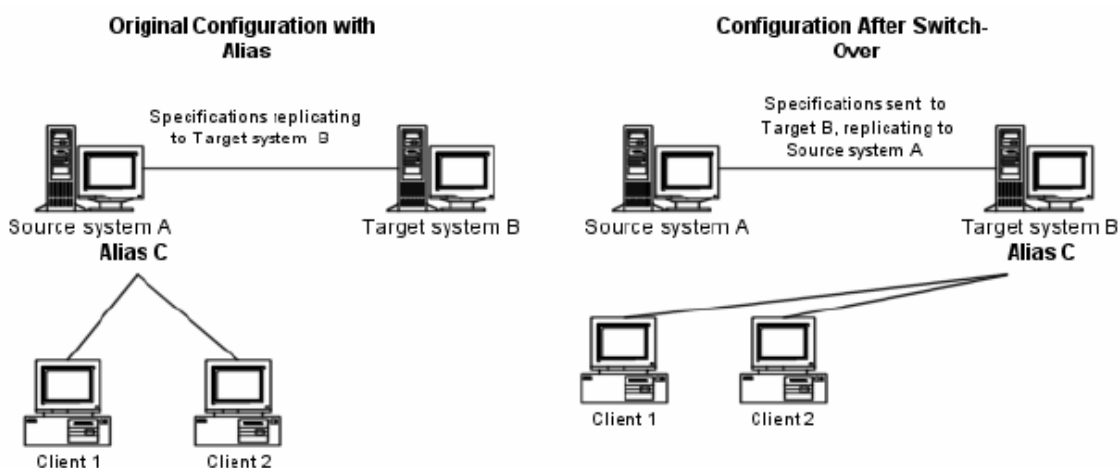 Original Configuration with
Alias
Specifications replicating
to Target system B
Source system A
Target system B
Alias C
Client 1
Client 2
Configuration After Switch-
Over
Specifications sent to
Target B, replicating to
Source system A
Source system A
Target system B
Alias C
Client 1
Client 2